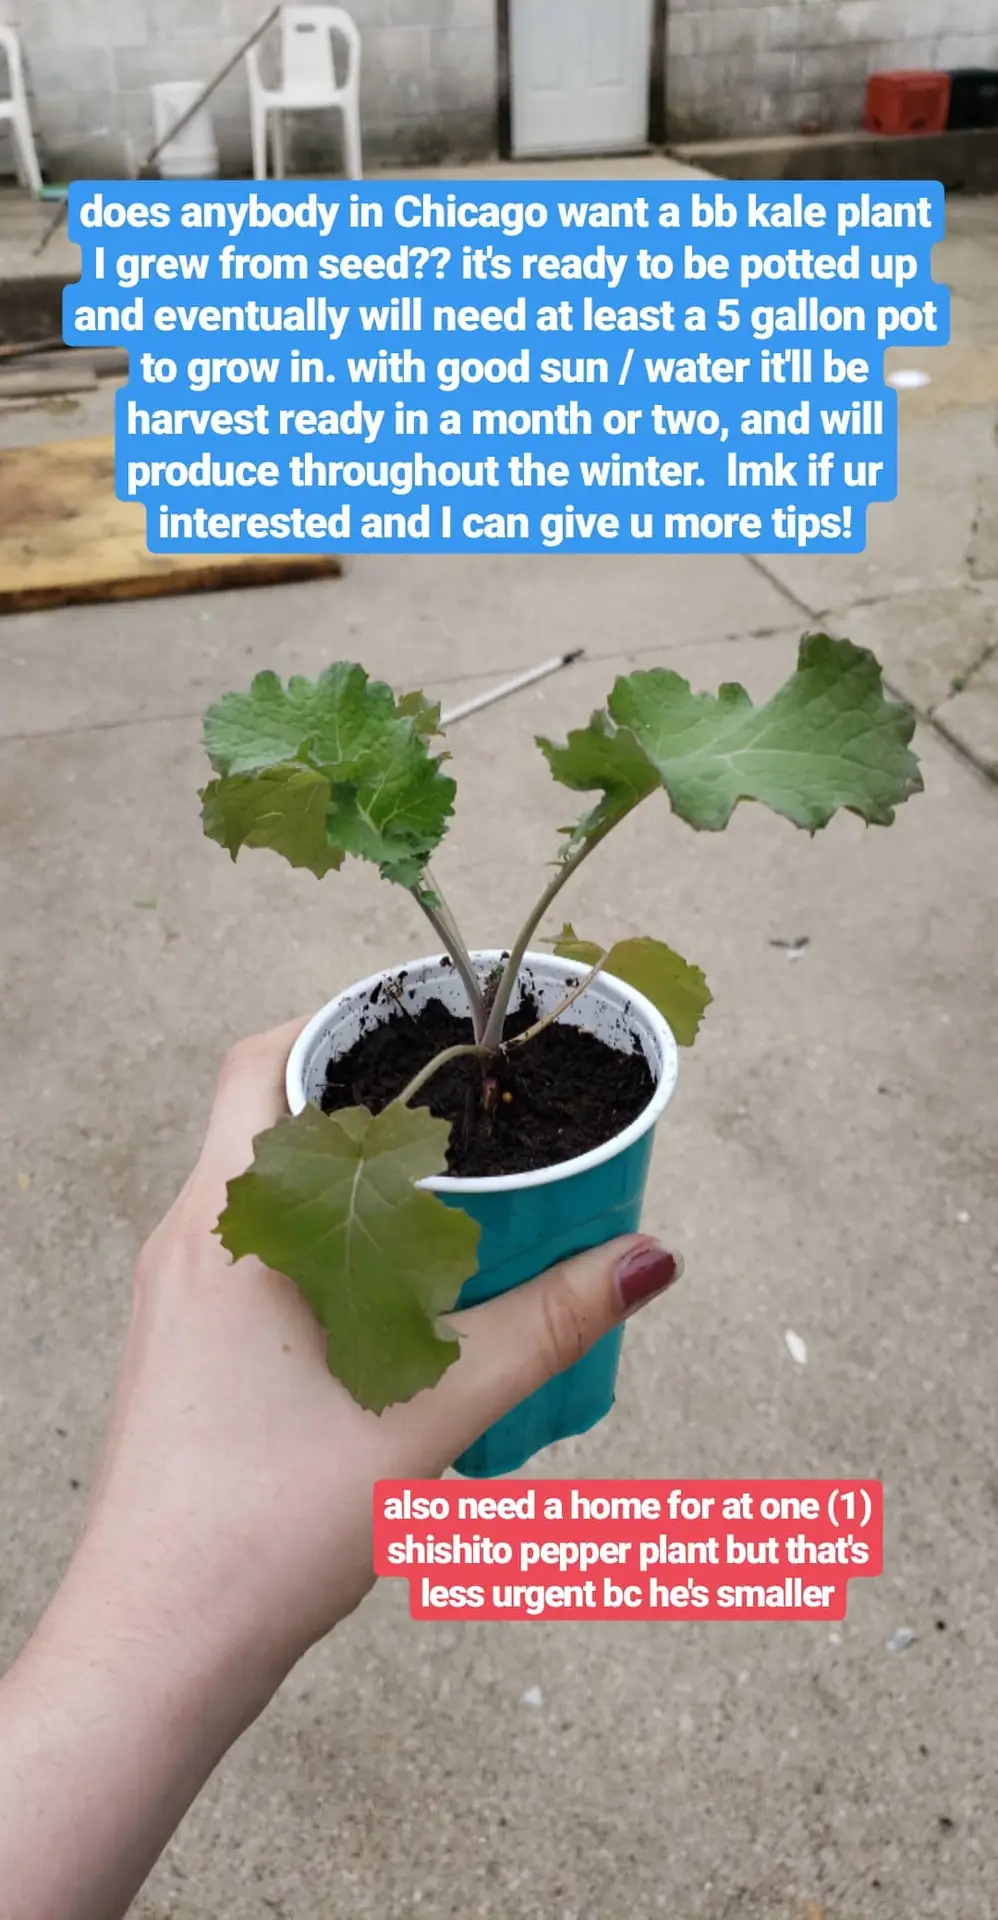 does anybody in Chicago want a bb kale plant
I grew from seed?? it's ready to be potted up
and eventually will need at least a 5 gallon pot
to grow in. with good sun / water it'll be
harvest ready in a month or two, and will
produce throughout the winter.  lmk if ur
interested and I can give u more tips!
also need a home for at one (1)
shishito pepper plant but that's
less urgent bc he's smaller